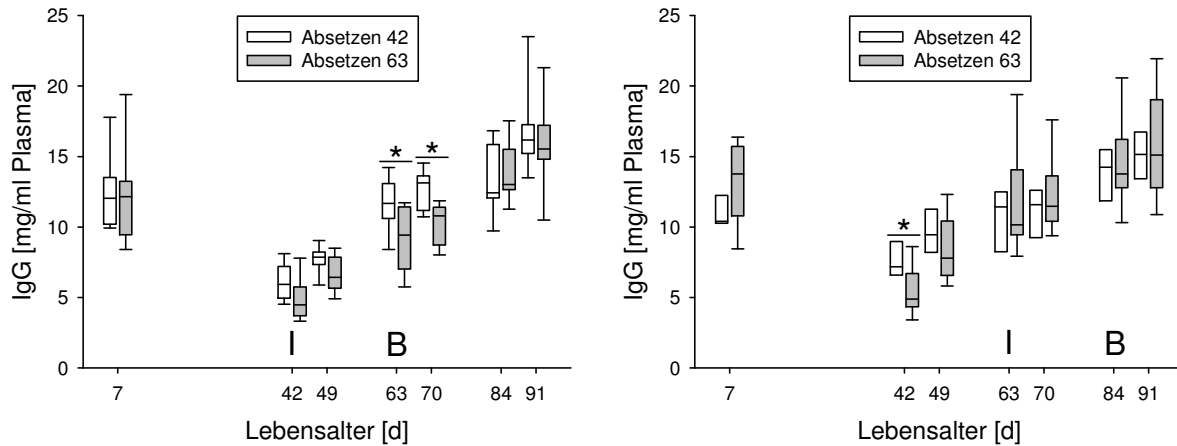 25
20
15
10
5
0
IgG [mg/ml Plasma]
Absetzen 42
Absetzen 63
*
*
I
B
7
42
49
63
70
84
91
Lebensalter [d]
25
20
15
10
5
0
IgG [mg/ml Plasma]
Absetzen 42
Absetzen 63
*
I
B
7
42
49
63
70
84
91
Lebensalter [d]